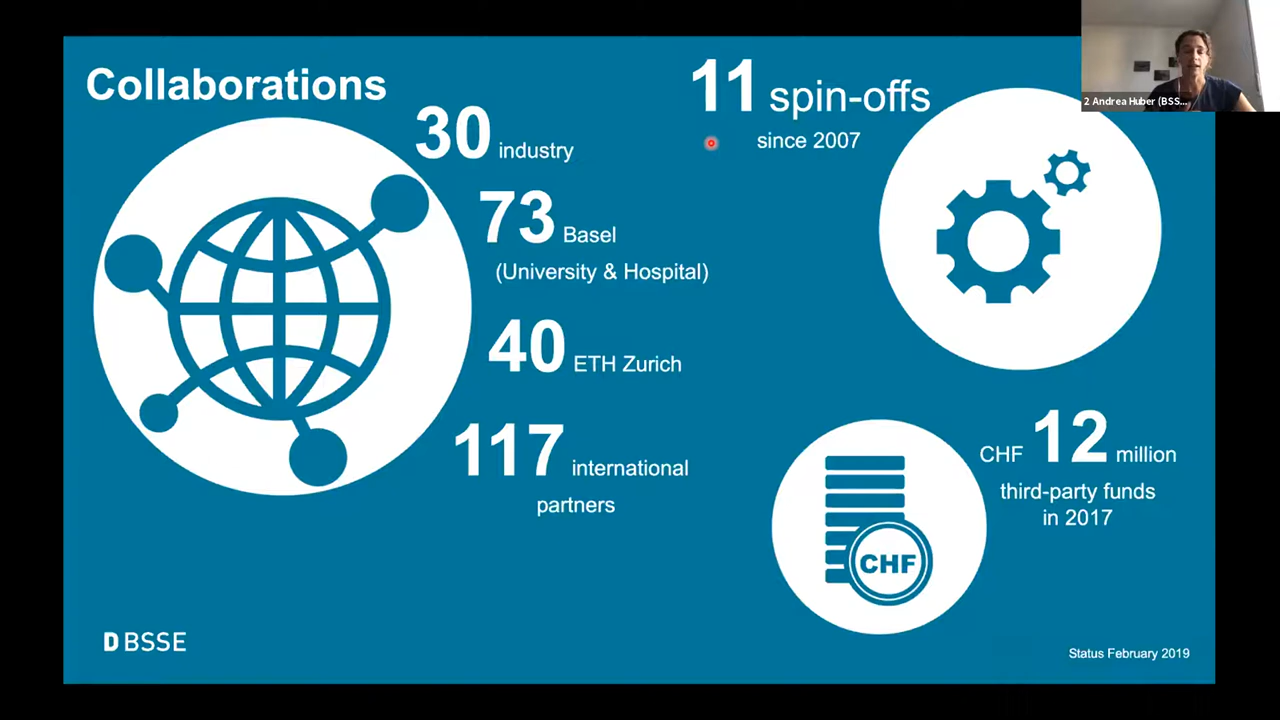 Collaborations
30 industry
73 Basel
(University & Hospital)
40 ETH Zurich
117 international
partners
11 spin-offs
since 2007
CHF 12 million
third-party funds
in 2017
CHF
D BSSE
Status February 2019
2 Andrea Huber (BSS...